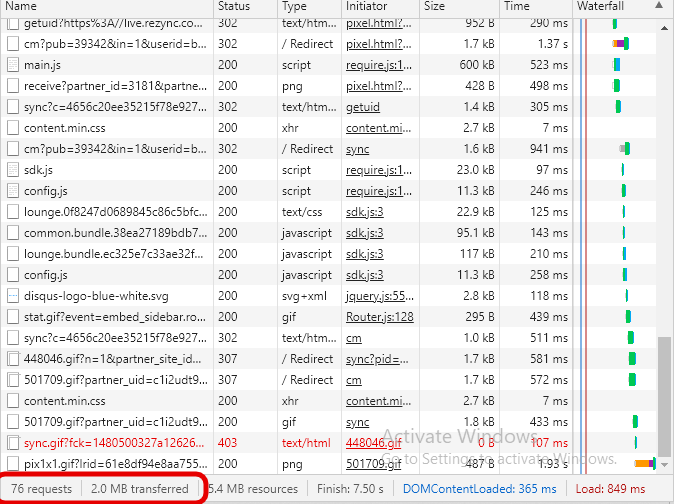 Name Status Type Initiator Size Time Waterfall
getuid?https%3A//live.rezync.com... 302 text/htm... pixel.html?... 952 B 290 ms
cm?pub=39342&in=1&userid=b... 302 / Redirect pixel.html?... 1.7 kB 1.37 s
main.js 200 script require.js:1... 600 kB 523 ms
receive?partner_id=3181&partne... 200 png pixel.html?... 428 B 498 ms
sync?c=4656c20ee35215f78e927... 302 text/htm... getuid 1.4 kB 305 ms
content.min.css 200 xhr content.mi... 2.7 kB 7 ms
cm?pub=39342&in=1&userid=b... 302 / Redirect sync 1.6 kB 941 ms
sdk.js 200 script require.js:1... 23.0 kB 97 ms
config.js 200 script require.js:1... 11.3 kB 246 ms
lounge.0f8247d0689845c86c5bfc... 200 text/css sdk.js:3 22.9 kB 125 ms
common.bundle.38ea27189bdb7... 200 javascript sdk.js:3 95.1 kB 143 ms
lounge.bundle.ec325e7c33ae32f... 200 javascript sdk.js:3 117 kB 210 ms
config.js 200 javascript sdk.js:3 11.3 kB 258 ms
disqus-logo-blue-white.svg 200 svg+xml jquery.js:55... 2.8 kB 118 ms
stat.gif?event=embed_sidebar.ro... 200 gif Router.js:128 295 B 439 ms
sync?c=4656c20ee35215f78e927... 302 text/htm... cm 1.0 kB 511 ms
448046.gif?n=1&partner_site_id... 307 / Redirect sync?pid=... 1.7 kB 581 ms
501709.gif?partner_uid=c1i2udt9... 307 / Redirect cm 1.7 kB 572 ms
content.min.css 200 xhr content.mi... 2.7 kB 7 ms
501709.gif?partner_uid=c1i2udt9... 200 gif sync 1.8 kB 433 ms
sync.gif?fck=1480500327a12626... 403 text/html 448046.gif 0 B 107 ms
Activate Windows
pix1x1.gif?lrid=61e8df94e8aa755... 200 png 501709.gif 487 B 1.93 s
Go to Settings to activate Windows.
76 requests 2.0 MB transferred 5.4 MB resources Finish: 7.50 s DOMContentLoaded: 365 ms Load: 849 ms